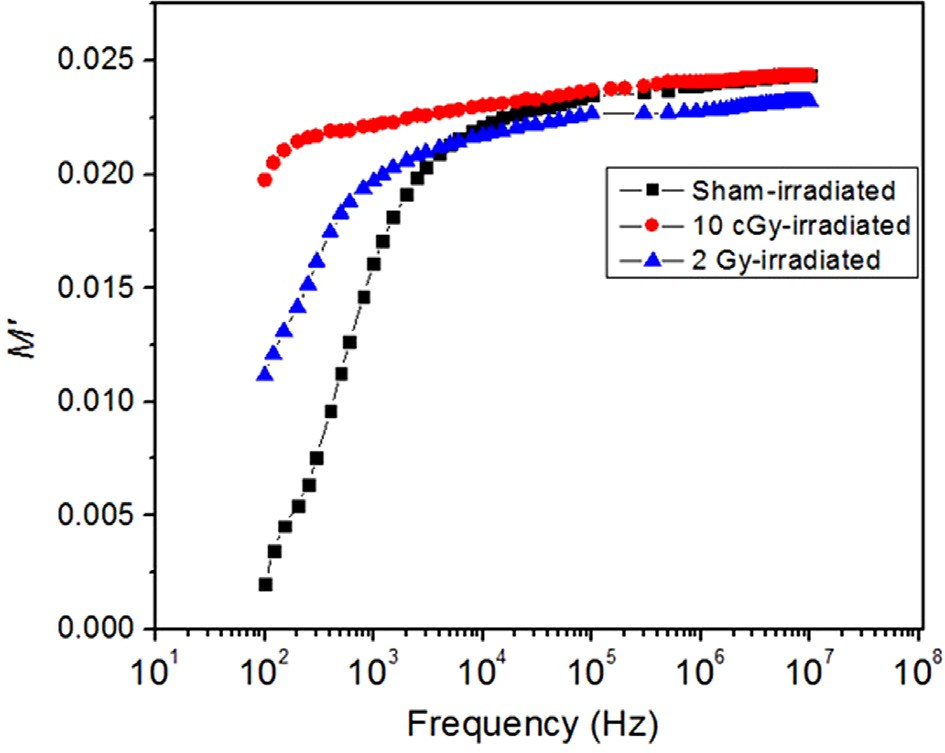 0.025
0.020
0.015
0.010
0.005
0.000
M'
Sham-irradiated
10 cGy-irradiated
2 Gy-irradiated
10¹ 10² 10³ 10⁴ 10⁵ 10⁶ 10⁷ 10⁸
Frequency (Hz)